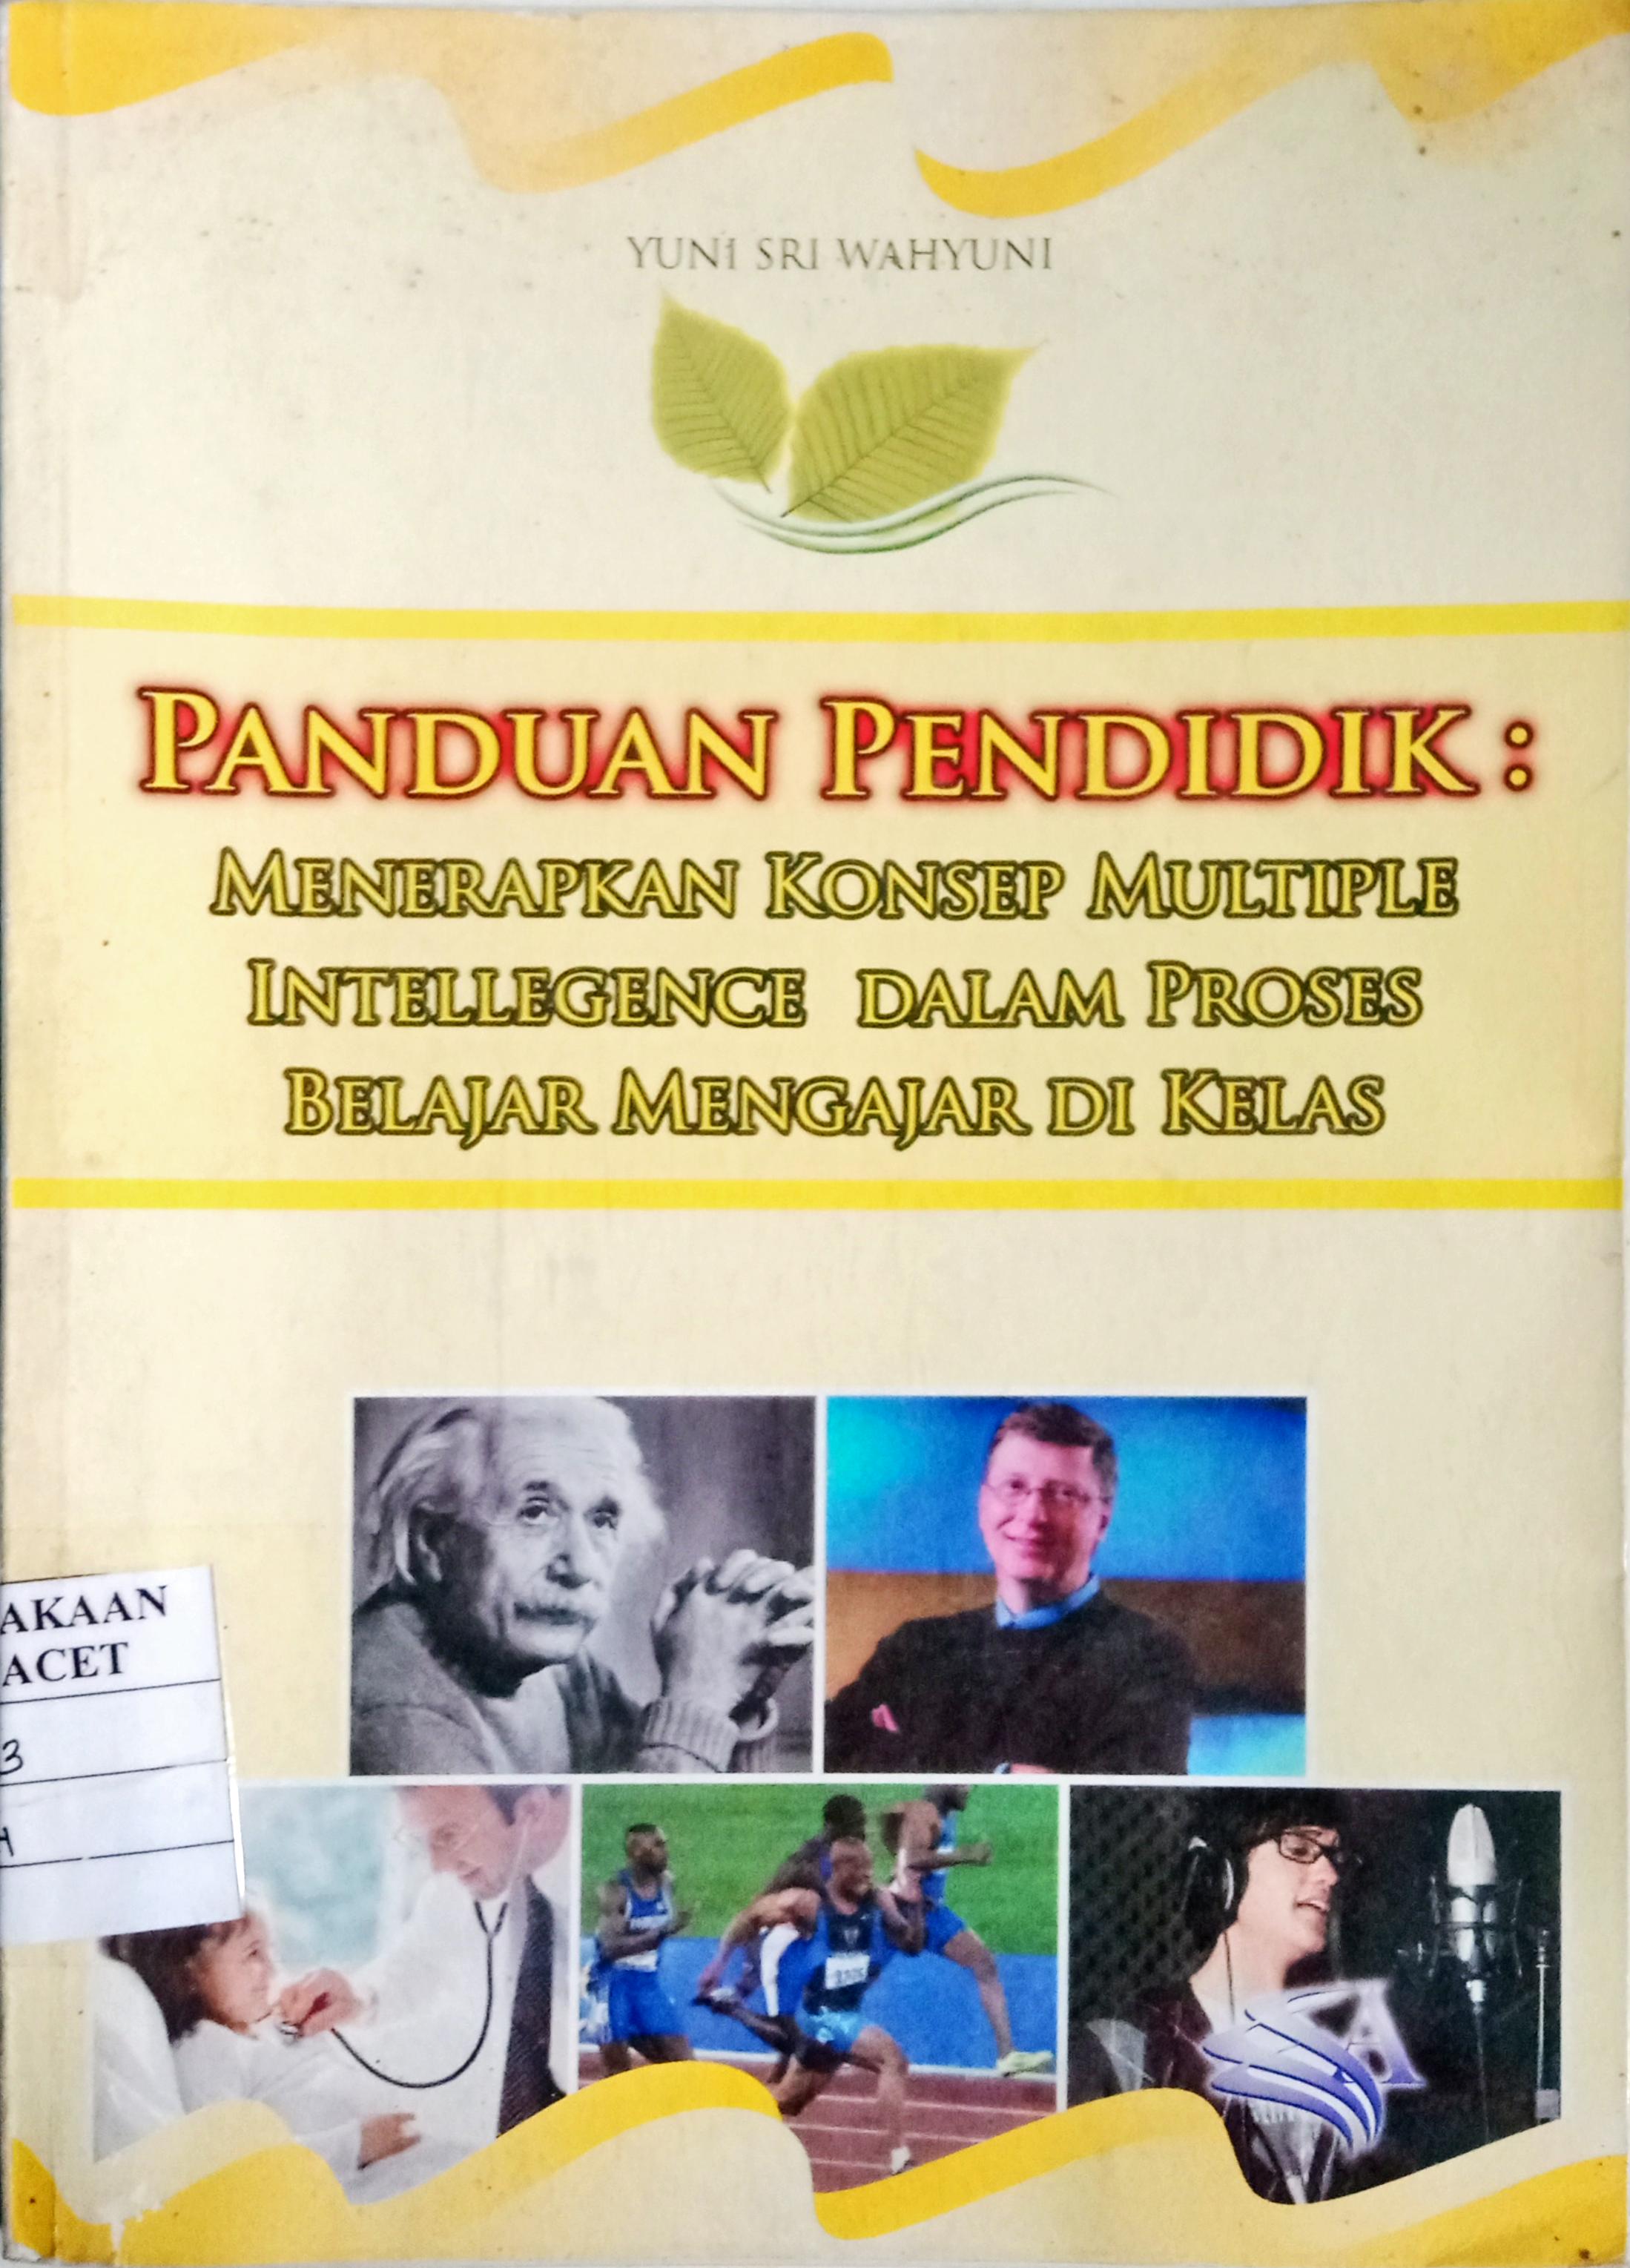 YUNI SRI WAHYUNI
PANDUAN PENDIDIK :
MENERAPKAN KONSEP MULTIPLE
INTELLEGENCE DALAM PROSES
BELAJAR MENGAJAR DI KELAS
AKAAN
ACET
3
H